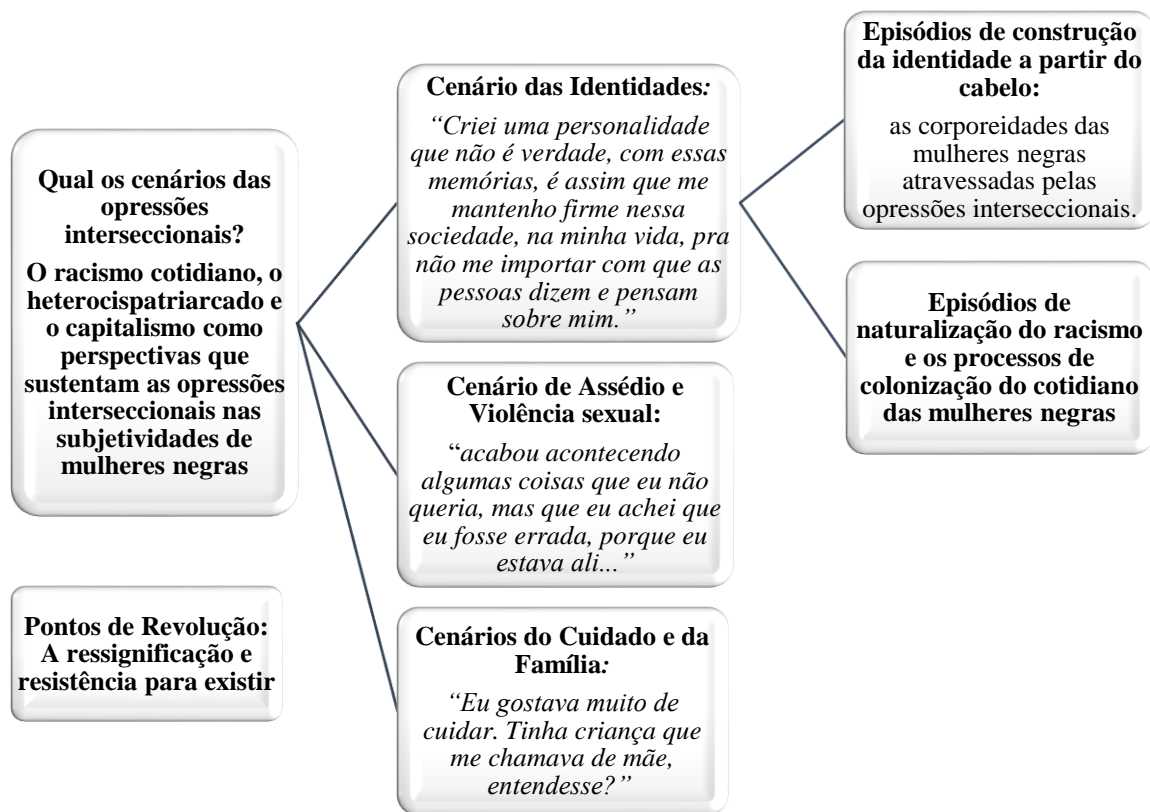 Qual os cenários das
opressões
interseccionais?
O racismo cotidiano, o
heterocispatriarcado e
o capitalismo como
perspectivas que
sustentam as opressões
interseccionais nas
subjetividades de
mulheres negras
Pontos de Revolução:
A ressignificação e
resistência para existir
Cenário das Identidades:
“Criei uma personalidade
que não é verdade, com essas
memórias, é assim que me
mantenho firme nessa
sociedade, na minha vida, pra
não me importar com que as
pessoas dizem e pensam
sobre mim.”
Cenário de Assédio e
Violência sexual:
“acabou acontecendo
algumas coisas que eu não
queria, mas que eu achei que
eu fosse errada, porque eu
estava ali...”
Cenários do Cuidado e da
Família:
“Eu gostava muito de
cuidar. Tinha criança que
me chamava de mãe,
entendesse?”
Episódios de construção
da identidade a partir do
cabelo:
as corporeidades das
mulheres negras
atravessadas pelas
opressões interseccionais.
Episódios de
naturalização do racismo
e os processos de
colonização do cotidiano
das mulheres negras